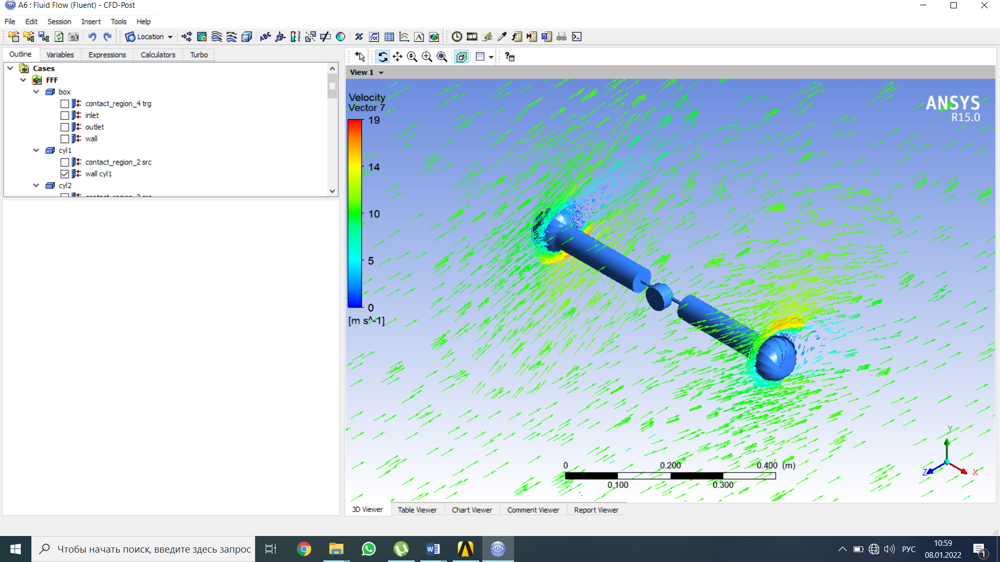 A6 : Fluid Flow (Fluent) - CFD-Post
File Edit Session Insert Tools Help
Location
Outline Variables Expressions Calculators Turbo
Cases
FFF
box
contact_region_4 trg
inlet
outlet
wall
cyl1
contact_region_2 src
wall cyl1
cyl2
View 1
Velocity
Vector 7
19
14
10
5
0
[m s^-1]
ANSYS
R15.0
Y
Z
X
0 0.200 0.400 (m)
0.100 0.300
3D Viewer Table Viewer Chart Viewer Comment Viewer Report Viewer
Чтобы начать поиск, введите здесь запрос
РУС
10:59
08.01.2022
1